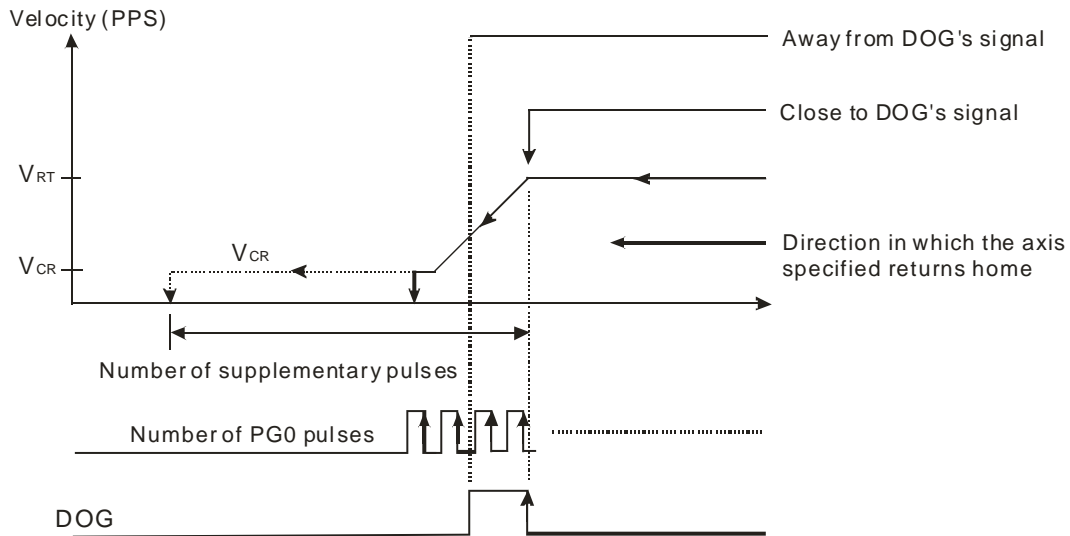 Velocity (PPS)
Away from DOG's signal
Close to DOG's signal
VRT
VCR
VCR
Direction in which the axis
specified returns home
Number of supplementary pulses
Number of PG0 pulses
DOG